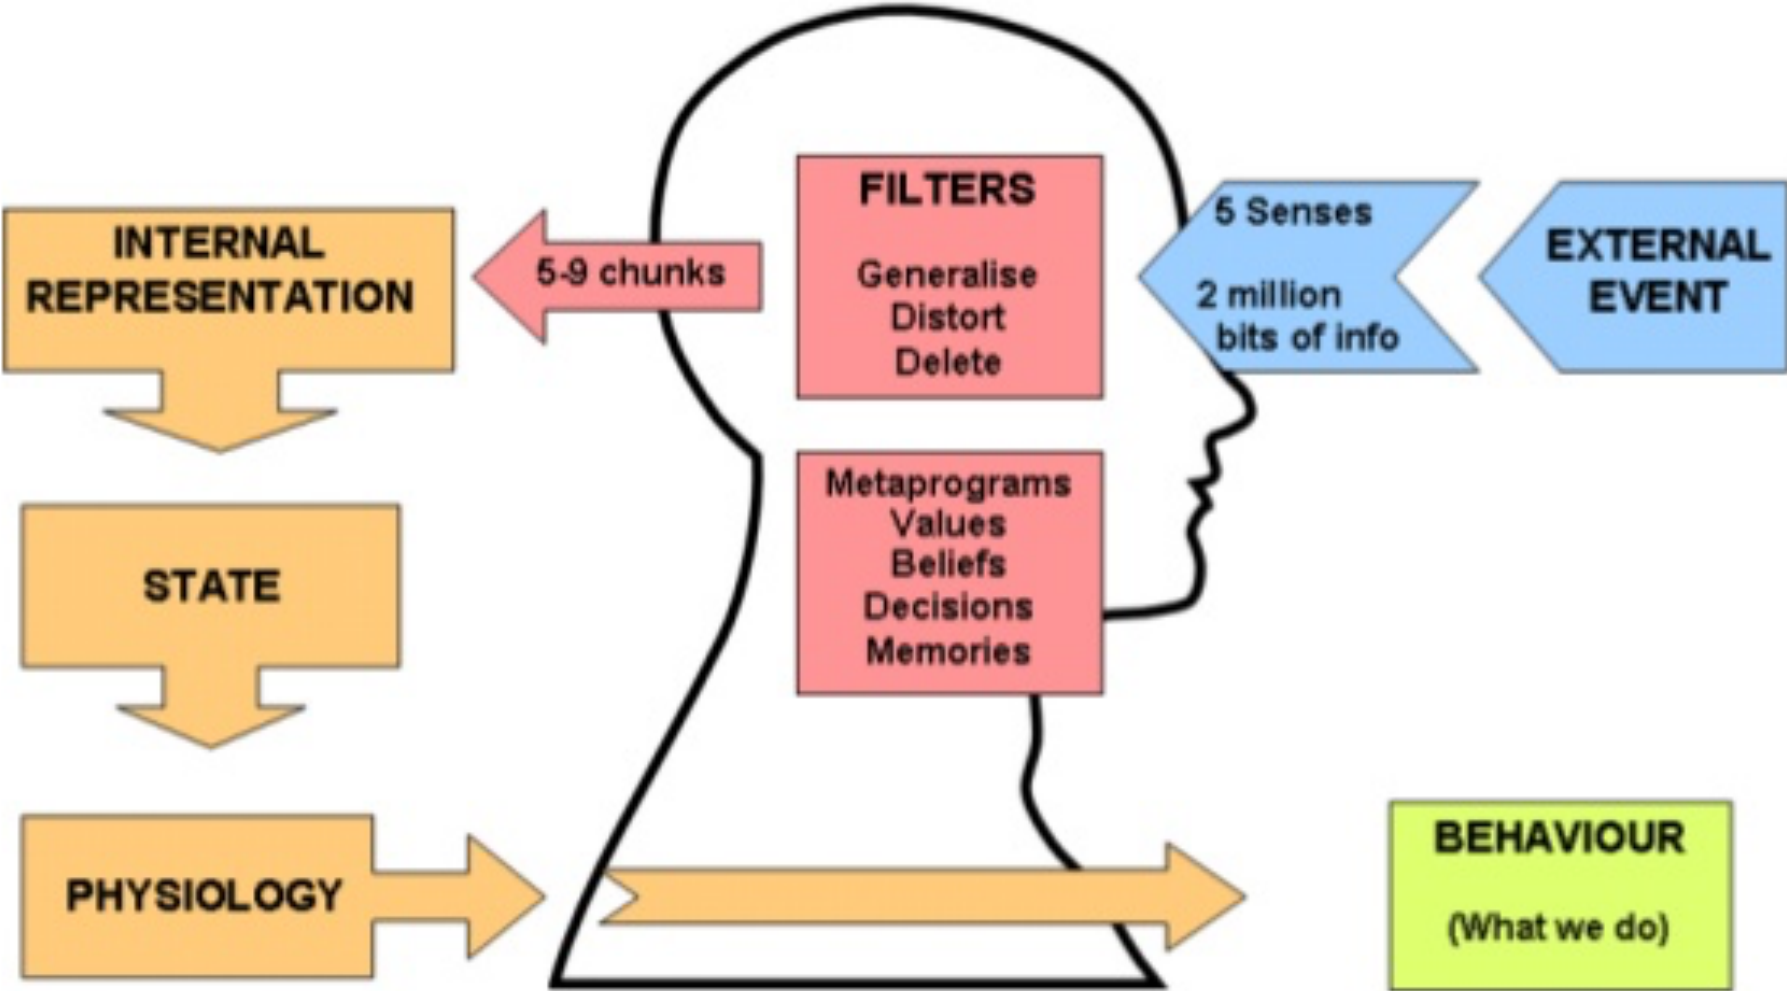 FILTERS
Generalise
Distort
Delete
Metaprograms
Values
Beliefs
Decisions
Memories
5 Senses
2 million
bits of info
EXTERNAL
EVENT
5-9 chunks
INTERNAL
REPRESENTATION
STATE
PHYSIOLOGY
BEHAVIOUR
(What we do)